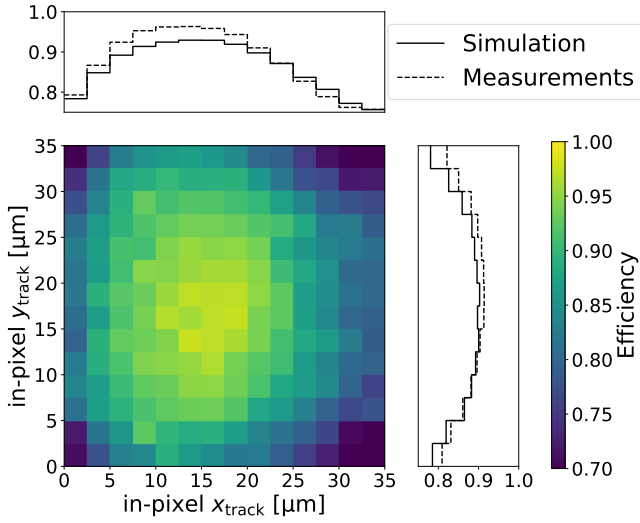 1.0
0.9
0.8
Simulation
Measurements
35
30
25
20
15
10
5
0
in-pixel y_track [µm]
0 5 10 15 20 25 30 35
in-pixel x_track [µm]
0.8 0.9 1.0
1.00
0.95
0.90
0.85
0.80
0.75
0.70
Efficiency